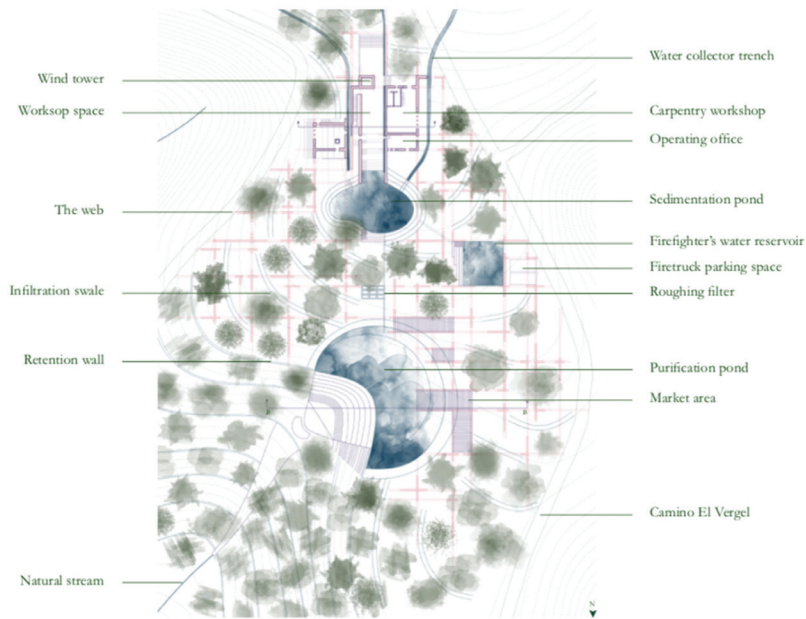 Water collector trench
Wind tower
Worksop space
Carpentry workshop
Operating office
Sedimentation pond
The web
Firefighter's water reservoir
Firetruck parking space
Infiltration swale
Roughing filter
Retention wall
Purification pond
Market area
Camino El Vergel
Natural stream
N